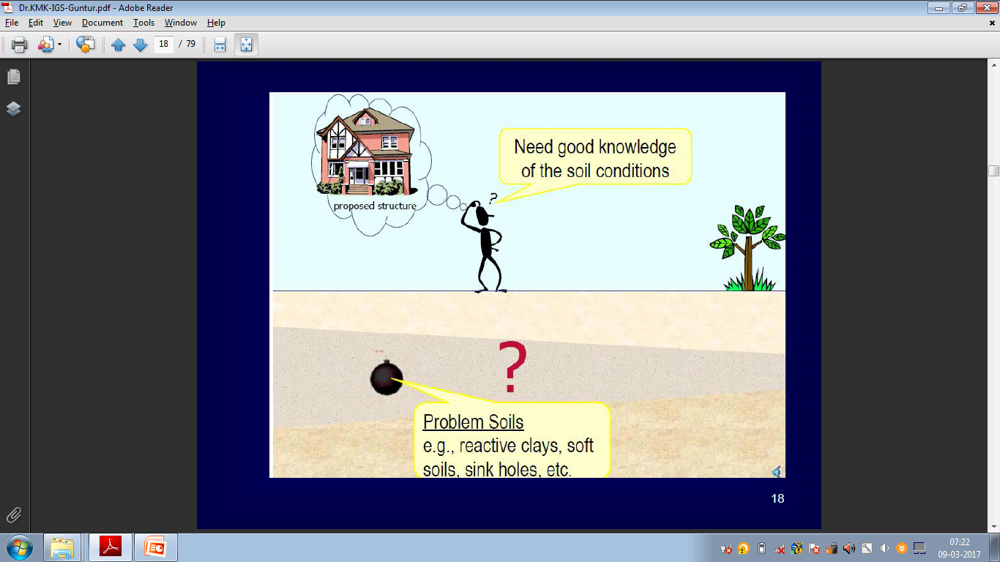 Dr.KMK-IGS-Guntur.pdf - Adobe Reader
File Edit View Document Tools Window Help
18 / 79
Need good knowledge
of the soil conditions
?
proposed structure
?
Problem Soils
e.g., reactive clays, soft
soils, sink holes, etc.
18
07:22
09-03-2017